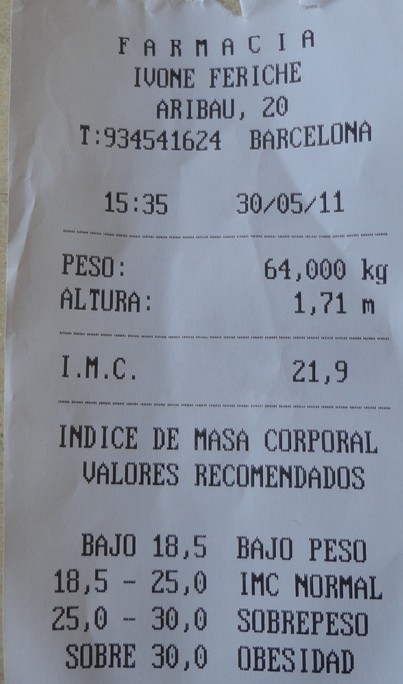 FARMACIA
IVONE FERICHE
ARIBAU, 20
T:934541624 BARCELONA
15:35 30/05/11
PESO: 64,000 kg
ALTURA: 1,71 m
I.M.C. 21,9
INDICE DE MASA CORPORAL
VALORES RECOMENDADOS
BAJO 18,5 BAJO PESO
18,5 - 25,0 IMC NORMAL
25,0 - 30,0 SOBREPESO
SOBRE 30,0 OBESIDAD